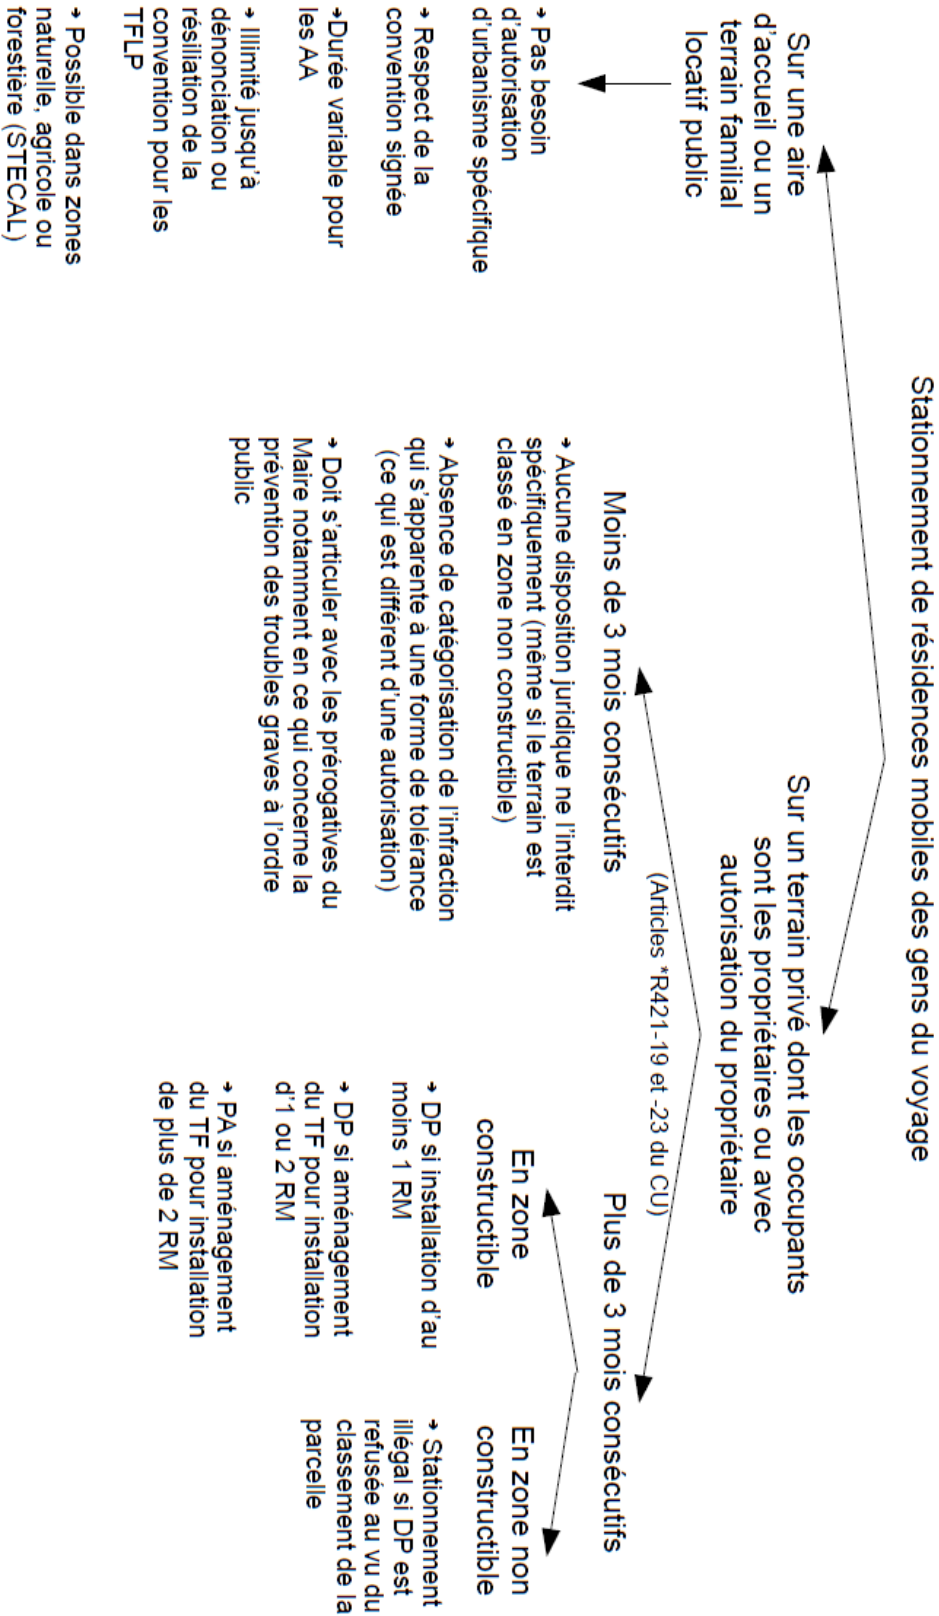 Stationnement de résidences mobiles des gens du voyage
Sur une aire
d'accueil ou un
terrain familial
locatif public
→ Pas besoin
d'autorisation
d'urbanisme spécifique
→ Respect de la
convention signée
→Durée variable pour
les AA
→ Illimité jusqu'à
dénonciation ou
résiliation de la
convention pour les
TFLP
→ Possible dans zones
naturelle, agricole ou
forestière (STECAL)
Sur un terrain privé dont les occupants
sont les propriétaires ou avec
autorisation du propriétaire
(Articles *R421-19 et -23 du CU)
Moins de 3 mois consécutifs
→ Aucune disposition juridique ne l'interdit
spécifiquement (même si le terrain est
classé en zone non constructible)
→ Absence de catégorisation de l'infraction
qui s'apparente à une forme de tolérance
(ce qui est différent d'une autorisation)
→ Doit s'articuler avec les prérogatives du
Maire notamment en ce qui concerne la
prévention des troubles graves à l'ordre
public
Plus de 3 mois consécutifs
En zone
constructible
→ DP si installation d'au
moins 1 RM
→ DP si aménagement
du TF pour installation
d'1 ou 2 RM
→ PA si aménagement
du TF pour installation
de plus de 2 RM
En zone non
constructible
→ Stationnement
illégal si DP est
refusée au vu du
classement de la
parcelle